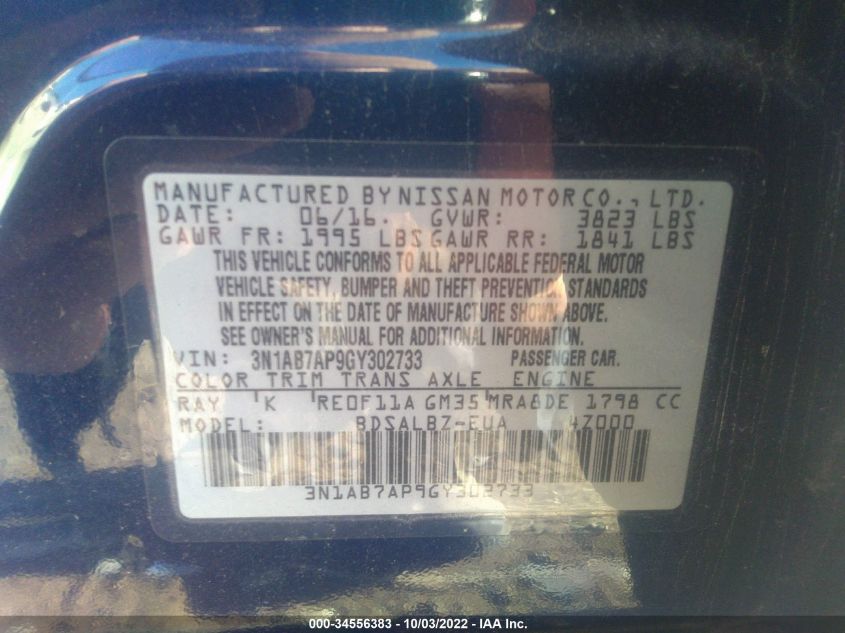 MANUFACTURED BY NISSAN MOTOR CO., LTD.
DATE: 06/16. GVWR: 3823 LBS
GAWR FR: 1995 LBS GAWR RR: 1841 LBS
THIS VEHICLE CONFORMS TO ALL APPLICABLE FEDERAL MOTOR
VEHICLE SAFETY, BUMPER AND THEFT PREVENTION STANDARDS
IN EFFECT ON THE DATE OF MANUFACTURE SHOWN ABOVE.
SEE OWNER'S MANUAL FOR ADDITIONAL INFORMATION.
VIN: 3N1AB7AP9GY302733 PASSENGER CAR.
COLOR TRIM TRANS AXLE ENGINE
RAY K RE0F11A GM35 MRA8DE 1798 CC
MODEL: BDSALBZ-EUA 4Z000
3N1AB7AP9GY302733
000-34556383 - 10/03/2022 - IAA Inc.